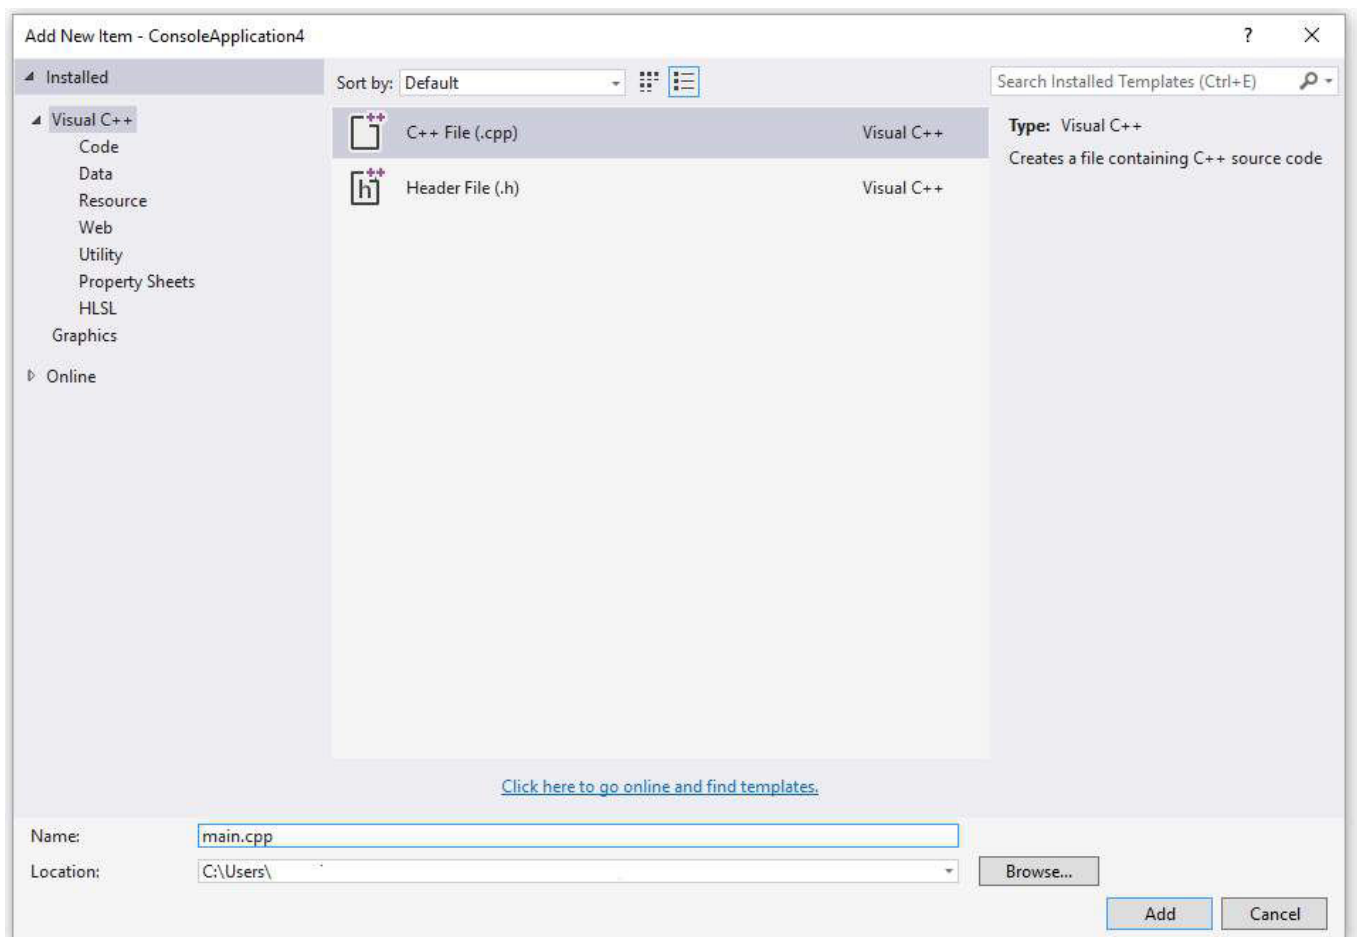 Add New Item - ConsoleApplication4
?
Installed
Sort by: Default
Search Installed Templates (Ctrl+E)
Visual C++
Code
Data
Resource
Web
Utility
Property Sheets
HLSL
Graphics
Online
C++ File (.cpp) Visual C++
Header File (.h) Visual C++
Type: Visual C++
Creates a file containing C++ source code
Click here to go online and find templates.
Name: main.cpp
Location: C:\Users\
Browse...
Add Cancel